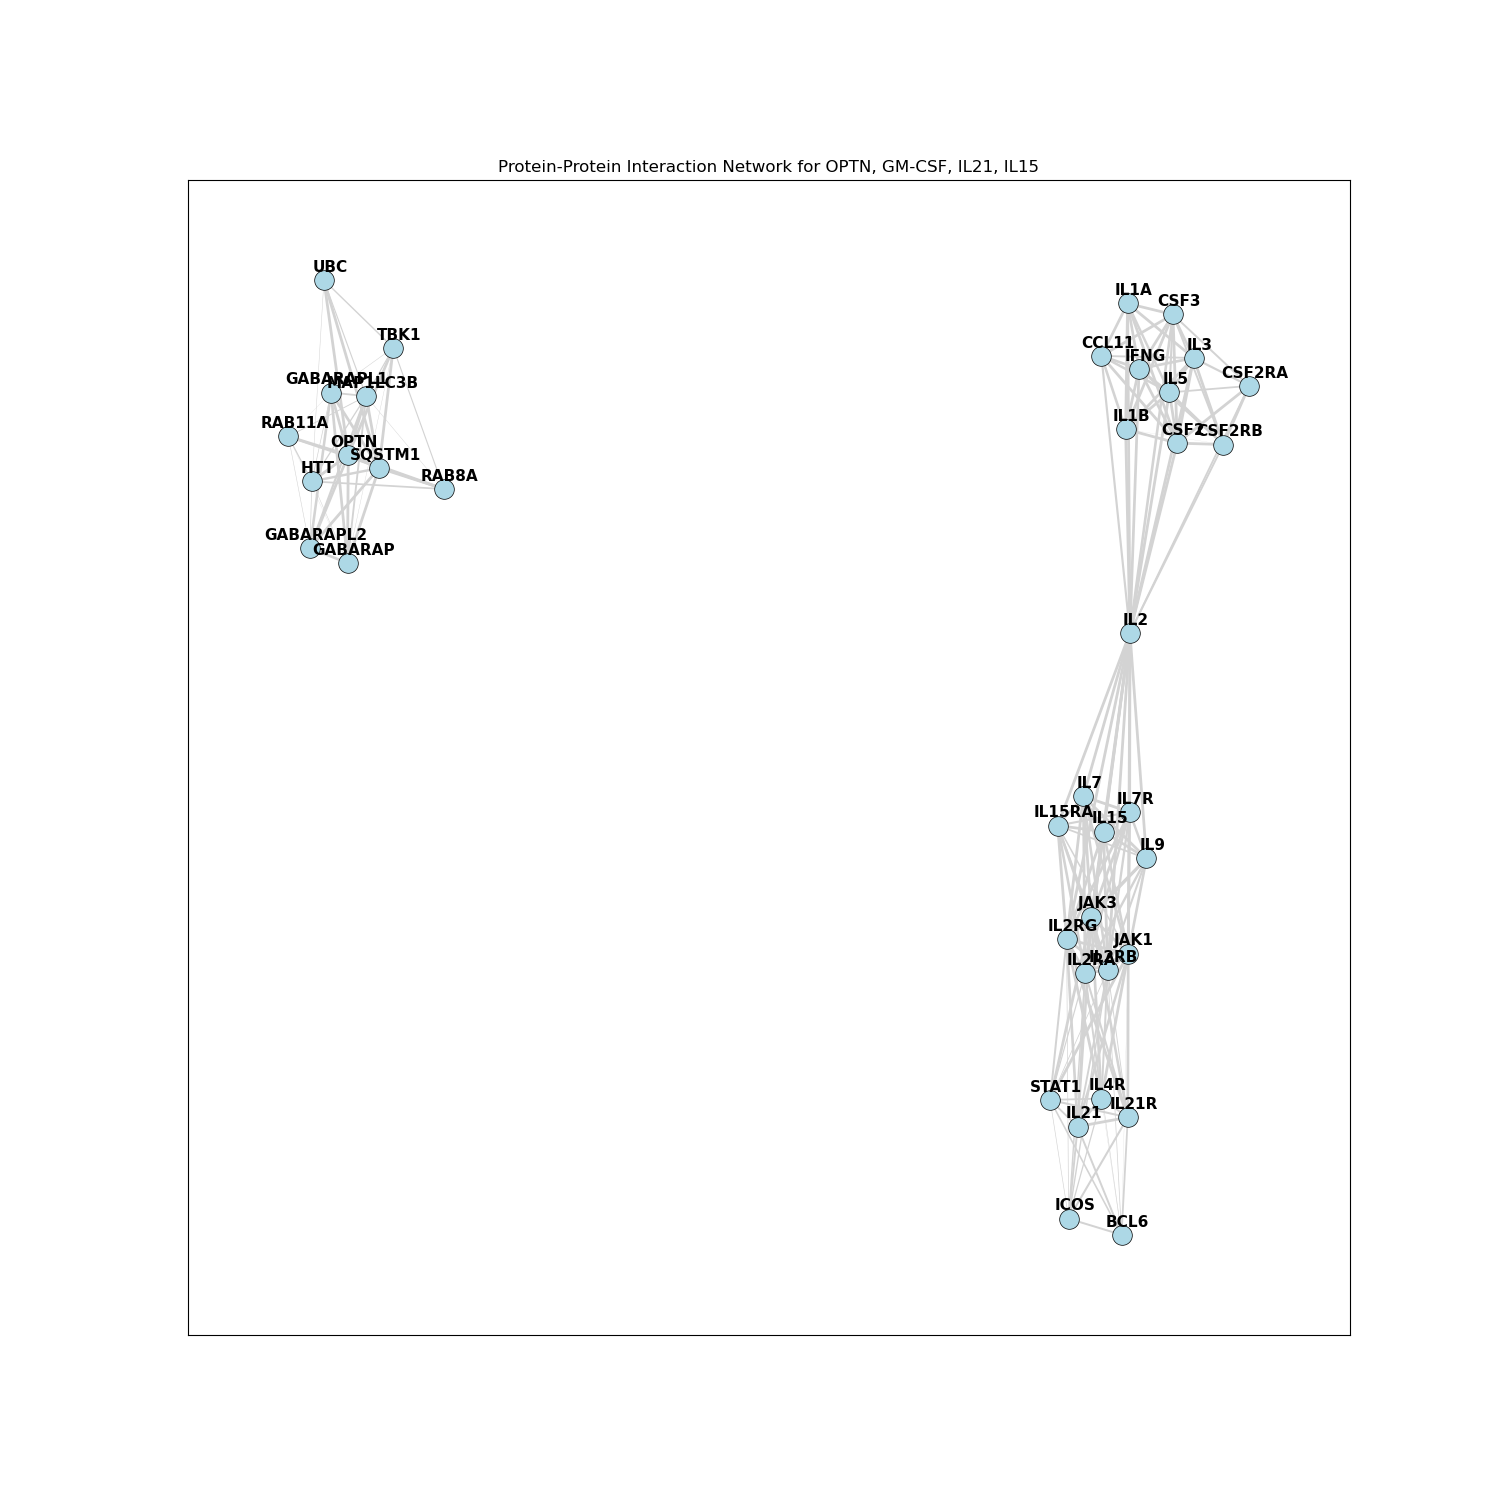 Protein-Protein Interaction Network for OPTN, GM-CSF, IL21, IL15
UBC
TBK1
GABARAPL1
MAP1LC3B
RAB11A
OPTN
SQSTM1
HTT
RAB8A
GABARAPL2
GABARAP
IL1A
CSF3
CCL11
IL3
IFNG
CSF2RA
IL5
IL1B
CSF2
CSF2RB
IL2
IL7
IL7R
IL15RA
IL15
IL9
JAK3
IL2RG
JAK1
IL2RA
IL2RB
STAT1
IL4R
IL21R
IL21
ICOS
BCL6